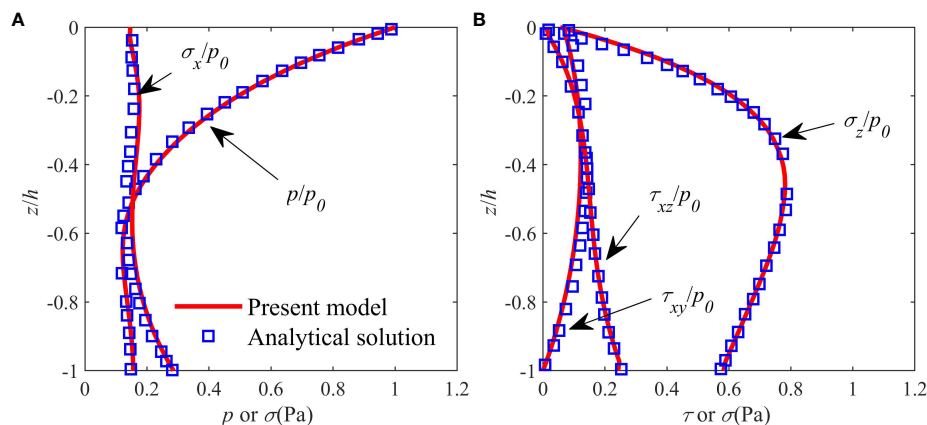 A
B
0
-0.2
-0.4
-0.6
-0.8
-1
z/h
0
0.2
0.4
0.6
0.8
1
1.2
p or σ(Pa)
σx/p0
p/p0
Present model
Analytical solution
0
-0.2
-0.4
-0.6
-0.8
-1
z/h
0
0.2
0.4
0.6
0.8
1
1.2
τ or σ(Pa)
σz/p0
τxz/p0
τxy/p0